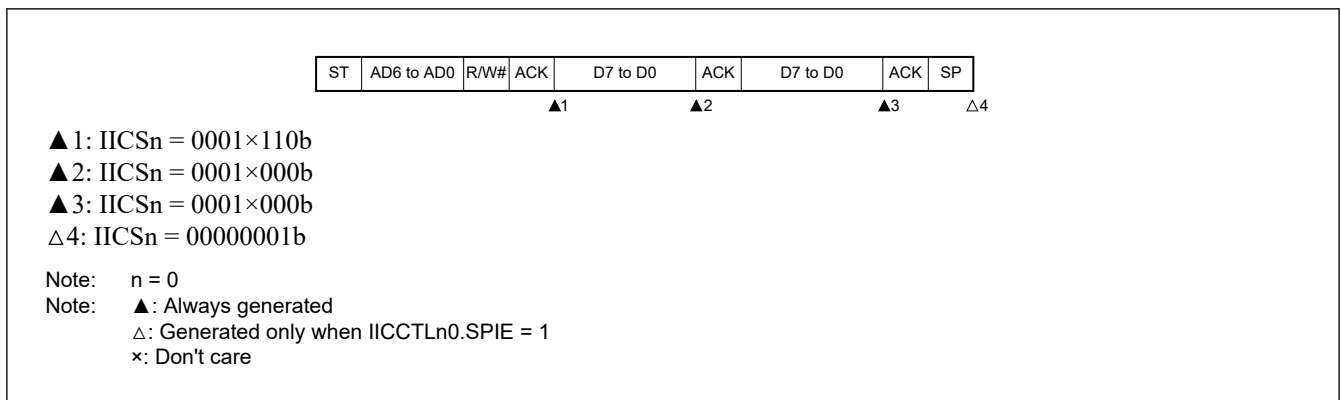 ST AD6 to AD0 R/W# ACK D7 to D0 ACK D7 to D0 ACK SP
▲1 ▲2 ▲3 △4
▲1: IICSn = 0001×110b
▲2: IICSn = 0001×000b
▲3: IICSn = 0001×000b
△4: IICSn = 00000001b
Note: n = 0
Note: ▲: Always generated
△: Generated only when IICCTLn0.SPIE = 1
×: Don't care